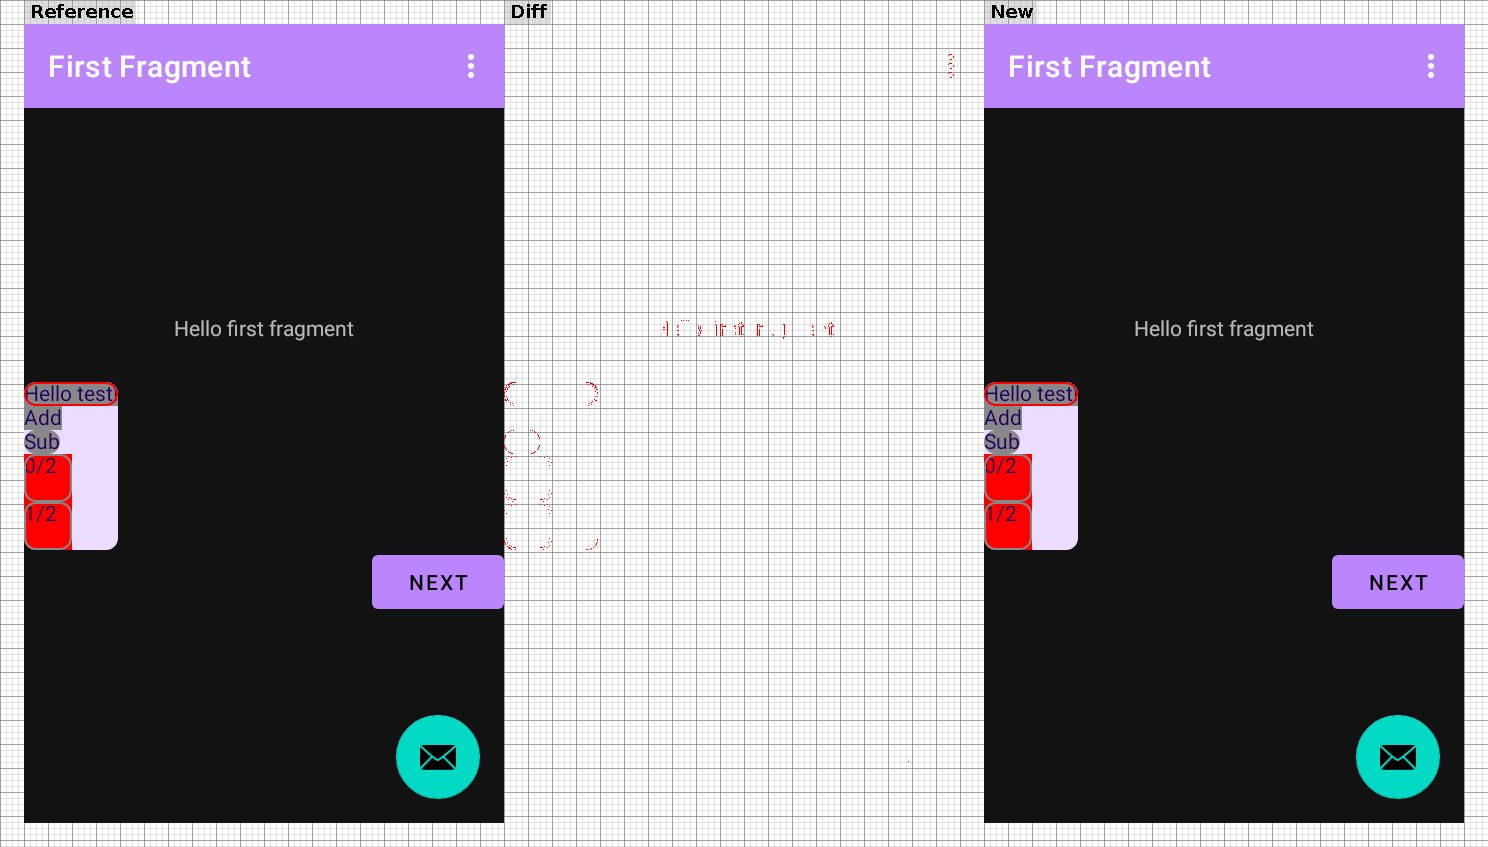 Reference
Diff
New
First Fragment
First Fragment
Hello first fragment
Hello first fragment
Hello test
Add
Sub
0/2
1/2
Hello test
Add
Sub
0/2
1/2
NEXT
NEXT